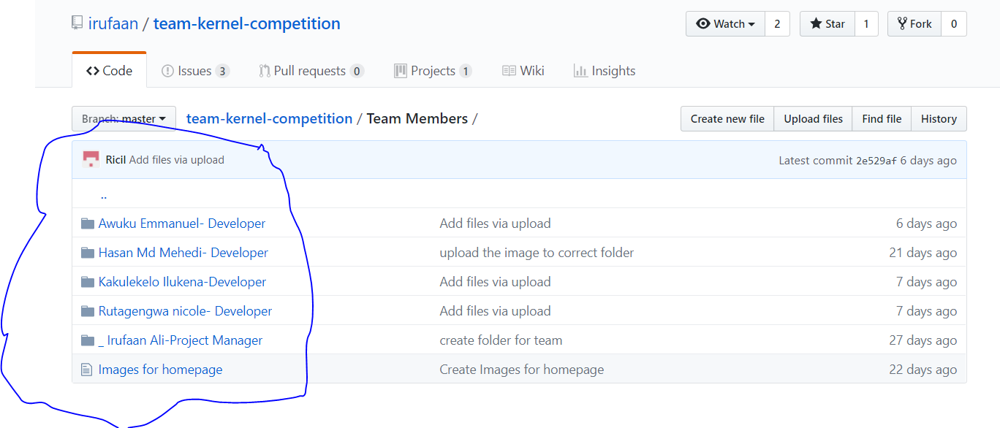 irufaan / team-kernel-competition
Watch 2 Star 1 Fork 0
Code Issues 3 Pull requests 0 Projects 1 Wiki Insights
Branch: master team-kernel-competition / Team Members / Create new file Upload files Find file History
Ricil Add files via upload Latest commit 2e529af 6 days ago
..
Awuku Emmanuel- Developer Add files via upload 6 days ago
Hasan Md Mehedi- Developer upload the image to correct folder 21 days ago
Kakulekelo Ilukena-Developer Add files via upload 7 days ago
Rutagengwa nicole- Developer Add files via upload 7 days ago
_ Irufaan Ali-Project Manager create folder for team 27 days ago
Images for homepage Create Images for homepage 22 days ago